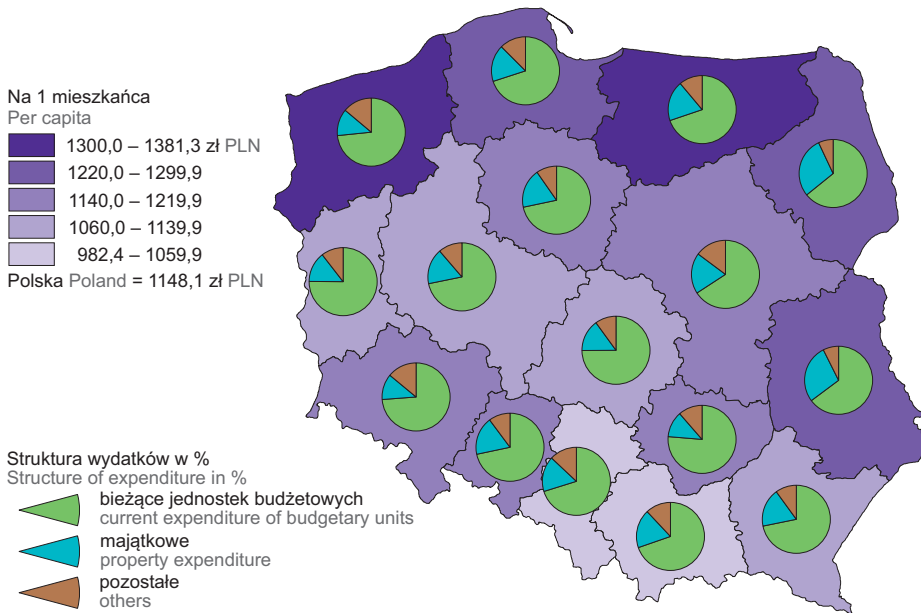 Na 1 mieszkańca
Per capita
1300,0 – 1381,3 zł PLN
1220,0 – 1299,9
1140,0 – 1219,9
1060,0 – 1139,9
982,4 – 1059,9
Polska Poland = 1148,1 zł PLN
Struktura wydatków w %
Structure of expenditure in %
bieżące jednostek budżetowych
current expenditure of budgetary units
majątkowe
property expenditure
pozostałe
others